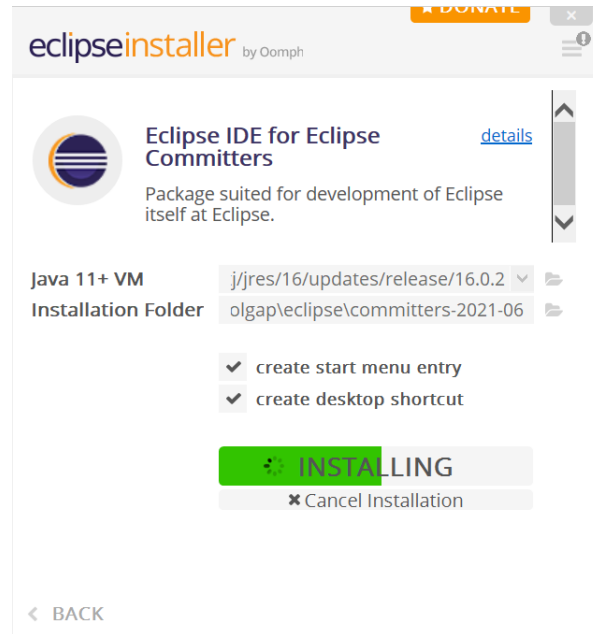 ★ DONATE
x
eclipseinstaller by Oomph
Eclipse IDE for Eclipse Committers
details
Package suited for development of Eclipse
itself at Eclipse.
Java 11+ VM
j/jres/16/updates/release/16.0.2
Installation Folder
olgap\eclipse\committers-2021-06
create start menu entry
create desktop shortcut
INSTALLING
✖ Cancel Installation
< BACK